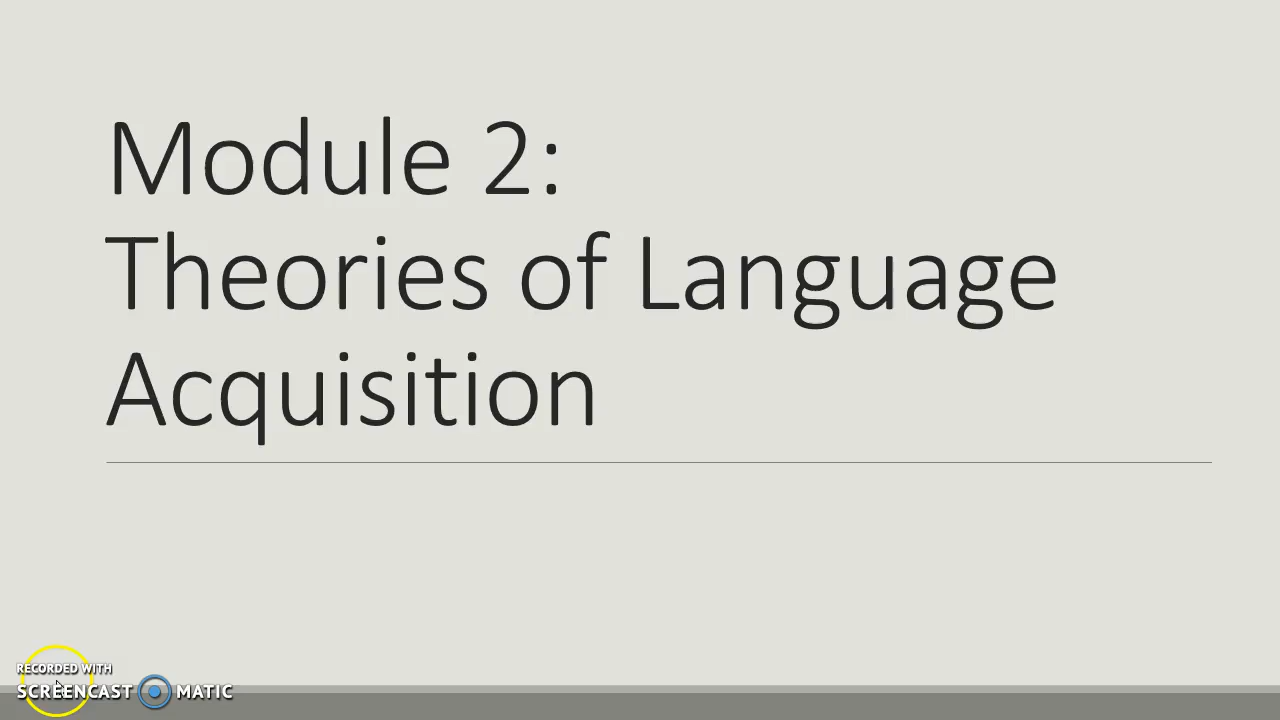 Module 2:
Theories of Language
Acquisition
RECORDED WITH
SCREENCAST MATIC